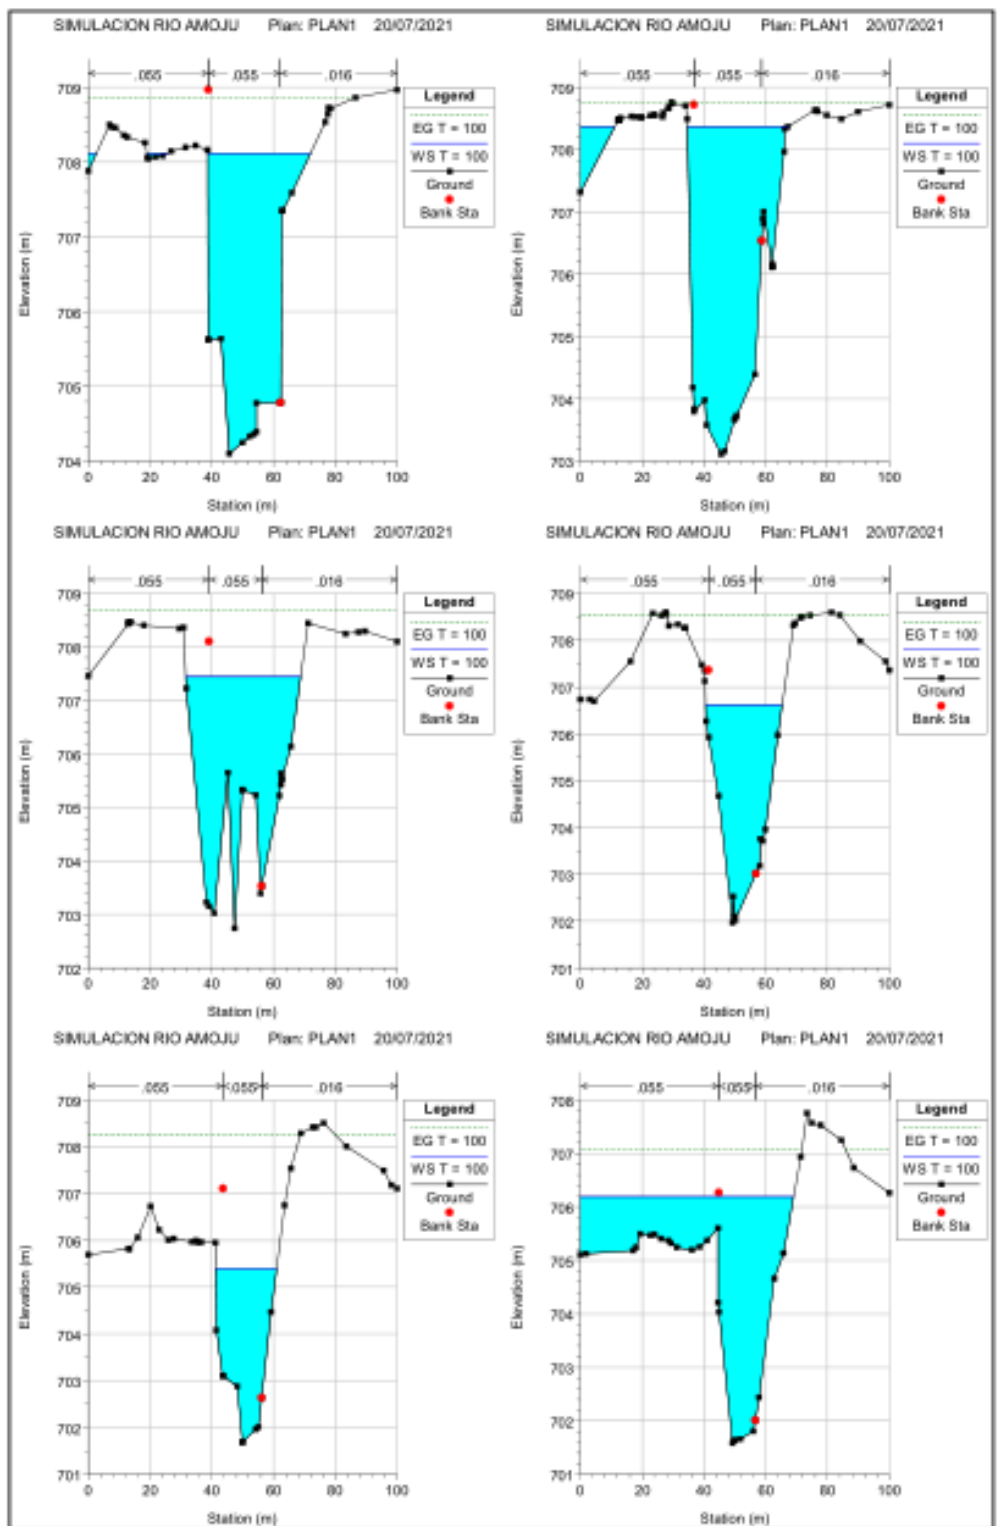 SIMULACION RIO AMOJU Plan: PLAN1 20/07/2021
.055 .055 .016
709
708
707
706
705
704
0 20 40 60 80 100
Elevation (m)
Station (m)
Legend
EG T = 100
WS T = 100
Ground
Bank Sta
SIMULACION RIO AMOJU Plan: PLAN1 20/07/2021
.055 .055 .016
709
708
707
706
705
704
703
0 20 40 60 80 100
Elevation (m)
Station (m)
Legend
EG T = 100
WS T = 100
Ground
Bank Sta
SIMULACION RIO AMOJU Plan: PLAN1 20/07/2021
.055 .055 .016
709
708
707
706
705
704
703
702
0 20 40 60 80 100
Elevation (m)
Station (m)
Legend
EG T = 100
WS T = 100
Ground
Bank Sta
SIMULACION RIO AMOJU Plan: PLAN1 20/07/2021
.055 .055 .016
709
708
707
706
705
704
703
702
701
0 20 40 60 80 100
Elevation (m)
Station (m)
Legend
EG T = 100
WS T = 100
Ground
Bank Sta
SIMULACION RIO AMOJU Plan: PLAN1 20/07/2021
.055 .055 .016
709
708
707
706
705
704
703
702
701
0 20 40 60 80 100
Elevation (m)
Station (m)
Legend
EG T = 100
WS T = 100
Ground
Bank Sta
SIMULACION RIO AMOJU Plan: PLAN1 20/07/2021
.055 .055 .016
708
707
706
705
704
703
702
701
0 20 40 60 80 100
Elevation (m)
Station (m)
Legend
EG T = 100
WS T = 100
Ground
Bank Sta